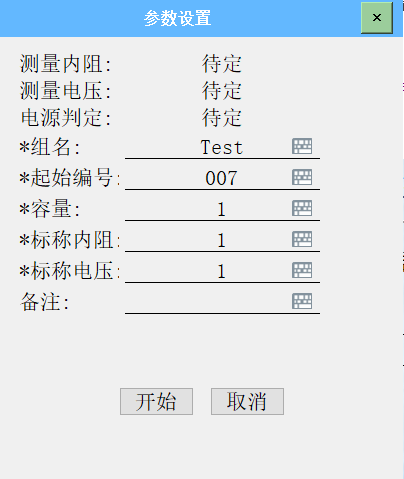 参数设置 ×
测量内阻: 待定
测量电压: 待定
电源判定: 待定
*组名: Test
*起始编号: 007
*容量: 1
*标称内阻: 1
*标称电压: 1
备注:
开始 取消